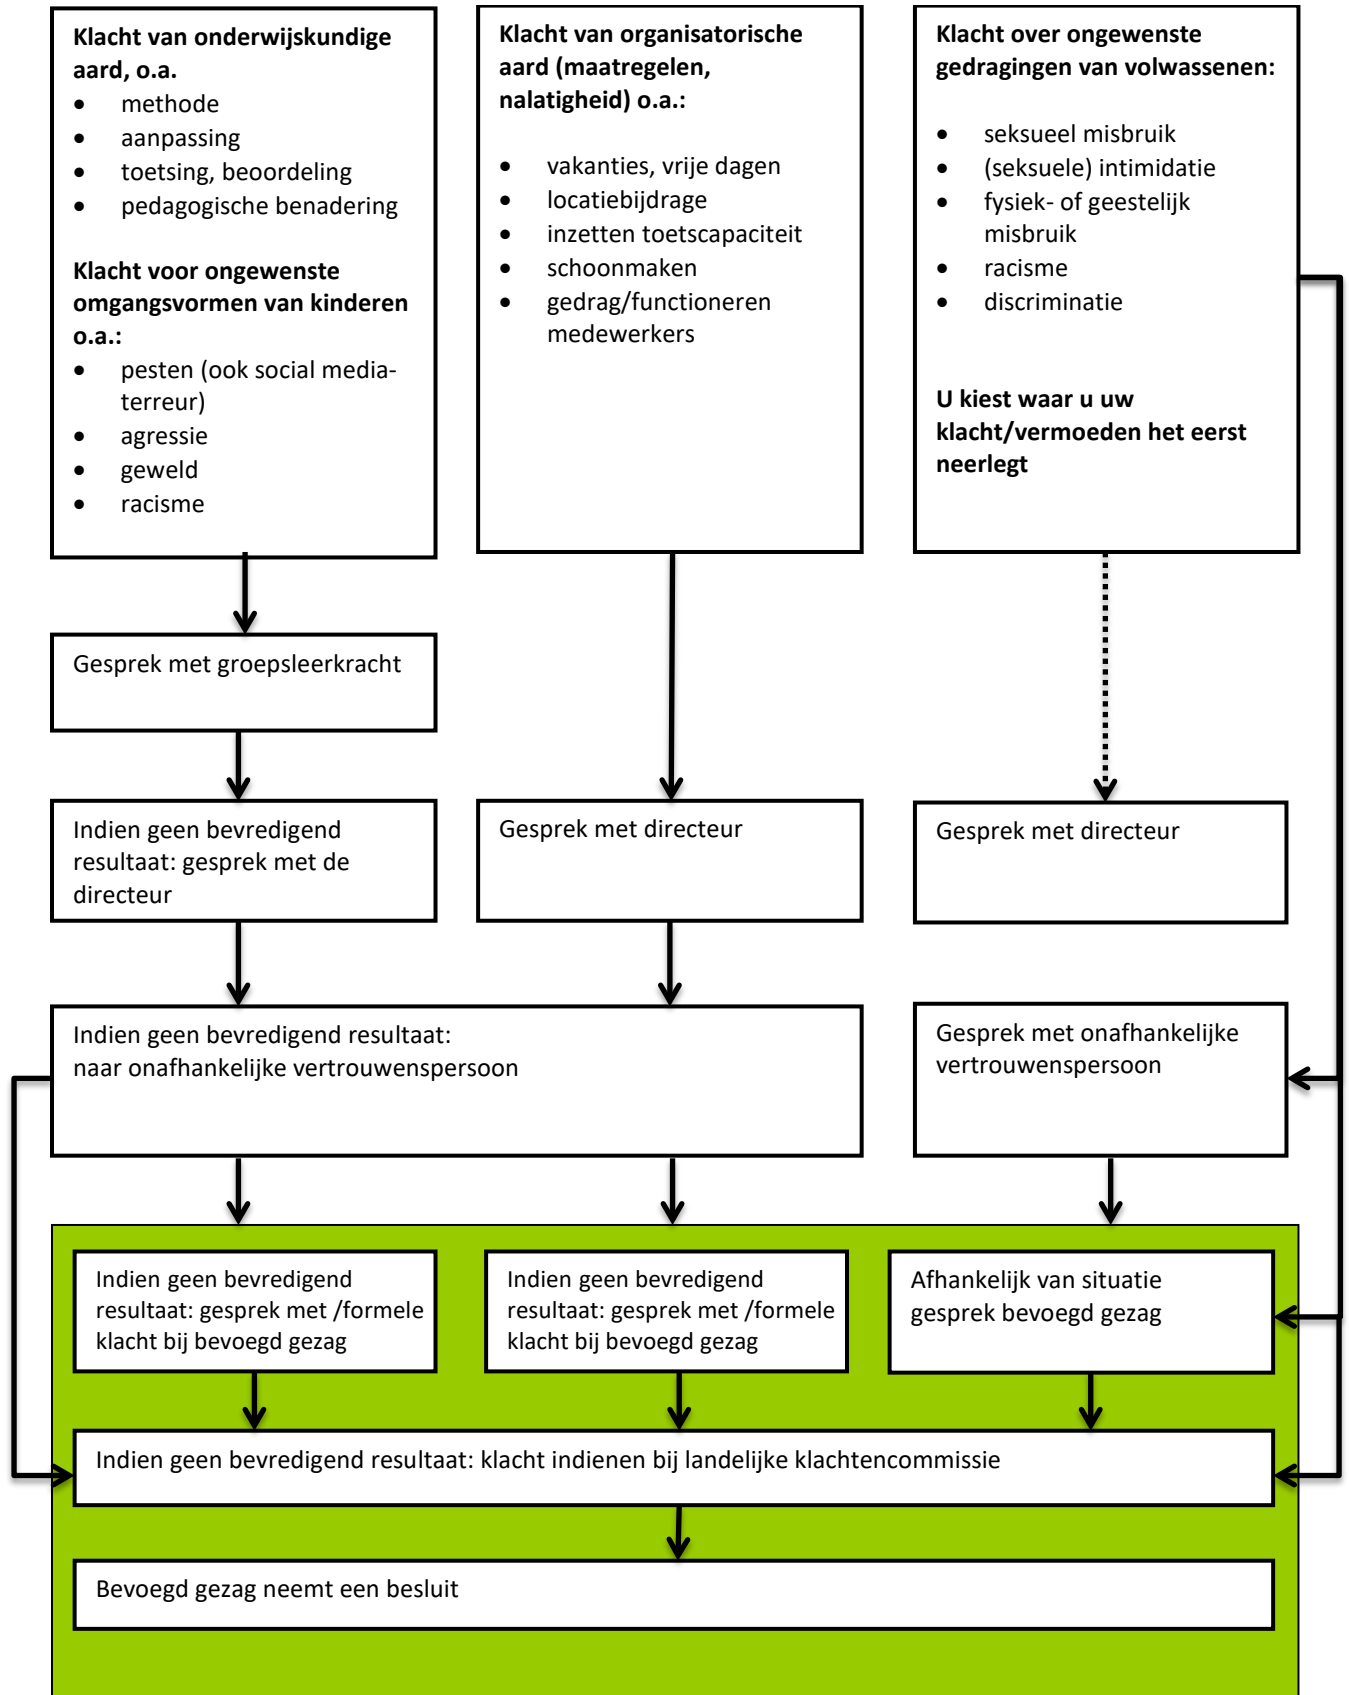 Klacht van onderwijskundige
aard, o.a.
• methode
• aanpassing
• toetsing, beoordeling
• pedagogische benadering
Klacht voor ongewenste
omgangsvormen van kinderen
o.a.:
• pesten (ook social media-
terreur)
• agressie
• geweld
• racisme
Klacht van organisatorische
aard (maatregelen,
nalatigheid) o.a.:
• vakanties, vrije dagen
• locatiebijdrage
• inzetten toetscapaciteit
• schoonmaken
• gedrag/functioneren
medewerkers
Klacht over ongewenste
gedragingen van volwassenen:
• seksueel misbruik
• (seksuele) intimidatie
• fysiek- of geestelijk
misbruik
• racisme
• discriminatie
U kiest waar u uw
klacht/vermoeden het eerst
neerlegt
Gesprek met groepsleerkracht
Indien geen bevredigend
resultaat: gesprek met de
directeur
Gesprek met directeur
Gesprek met directeur
Indien geen bevredigend resultaat:
naar onafhankelijke vertrouwenspersoon
Gesprek met onafhankelijke
vertrouwenspersoon
Indien geen bevredigend
resultaat: gesprek met /formele
klacht bij bevoegd gezag
Indien geen bevredigend
resultaat: gesprek met /formele
klacht bij bevoegd gezag
Afhankelijk van situatie
gesprek bevoegd gezag
Indien geen bevredigend resultaat: klacht indienen bij landelijke klachtencommissie
Bevoegd gezag neemt een besluit